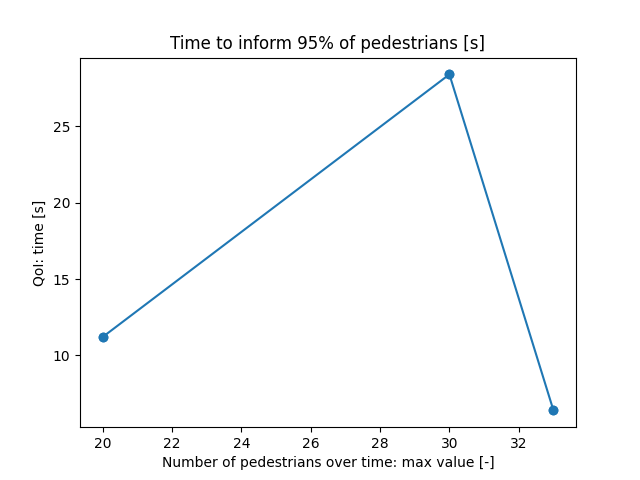 Time to inform 95% of pedestrians [s]
QoI: time [s]
25
20
15
10
20 22 24 26 28 30 32
Number of pedestrians over time: max value [-]